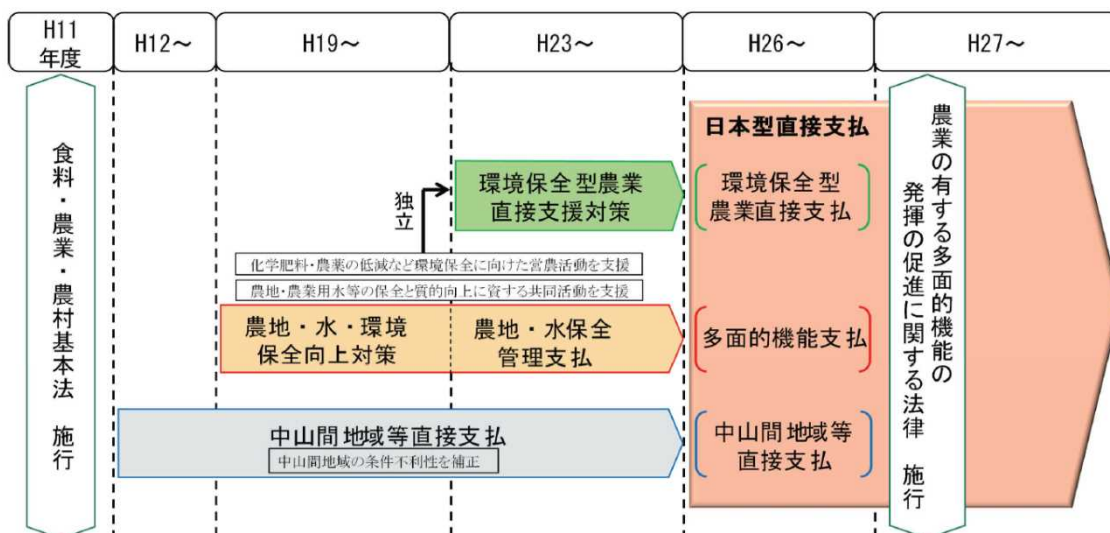 H11
年度
H12～
H19～
H23～
H26～
H27～
食料・農業・農村基本法　施行
独立
環境保全型農業
直接支援対策
化学肥料・農薬の低減など環境保全に向けた営農活動を支援
農地・農業用水等の保全と質的向上に資する共同活動を支援
農地・水・環境
保全向上対策
農地・水保全
管理支払
中山間地域等直接支払
中山間地域の条件不利性を補正
日本型直接支払
環境保全型
農業直接支払
多面的機能支払
中山間地域等
直接支払
農業の有する多面的機能の
発揮の促進に関する法律　施行